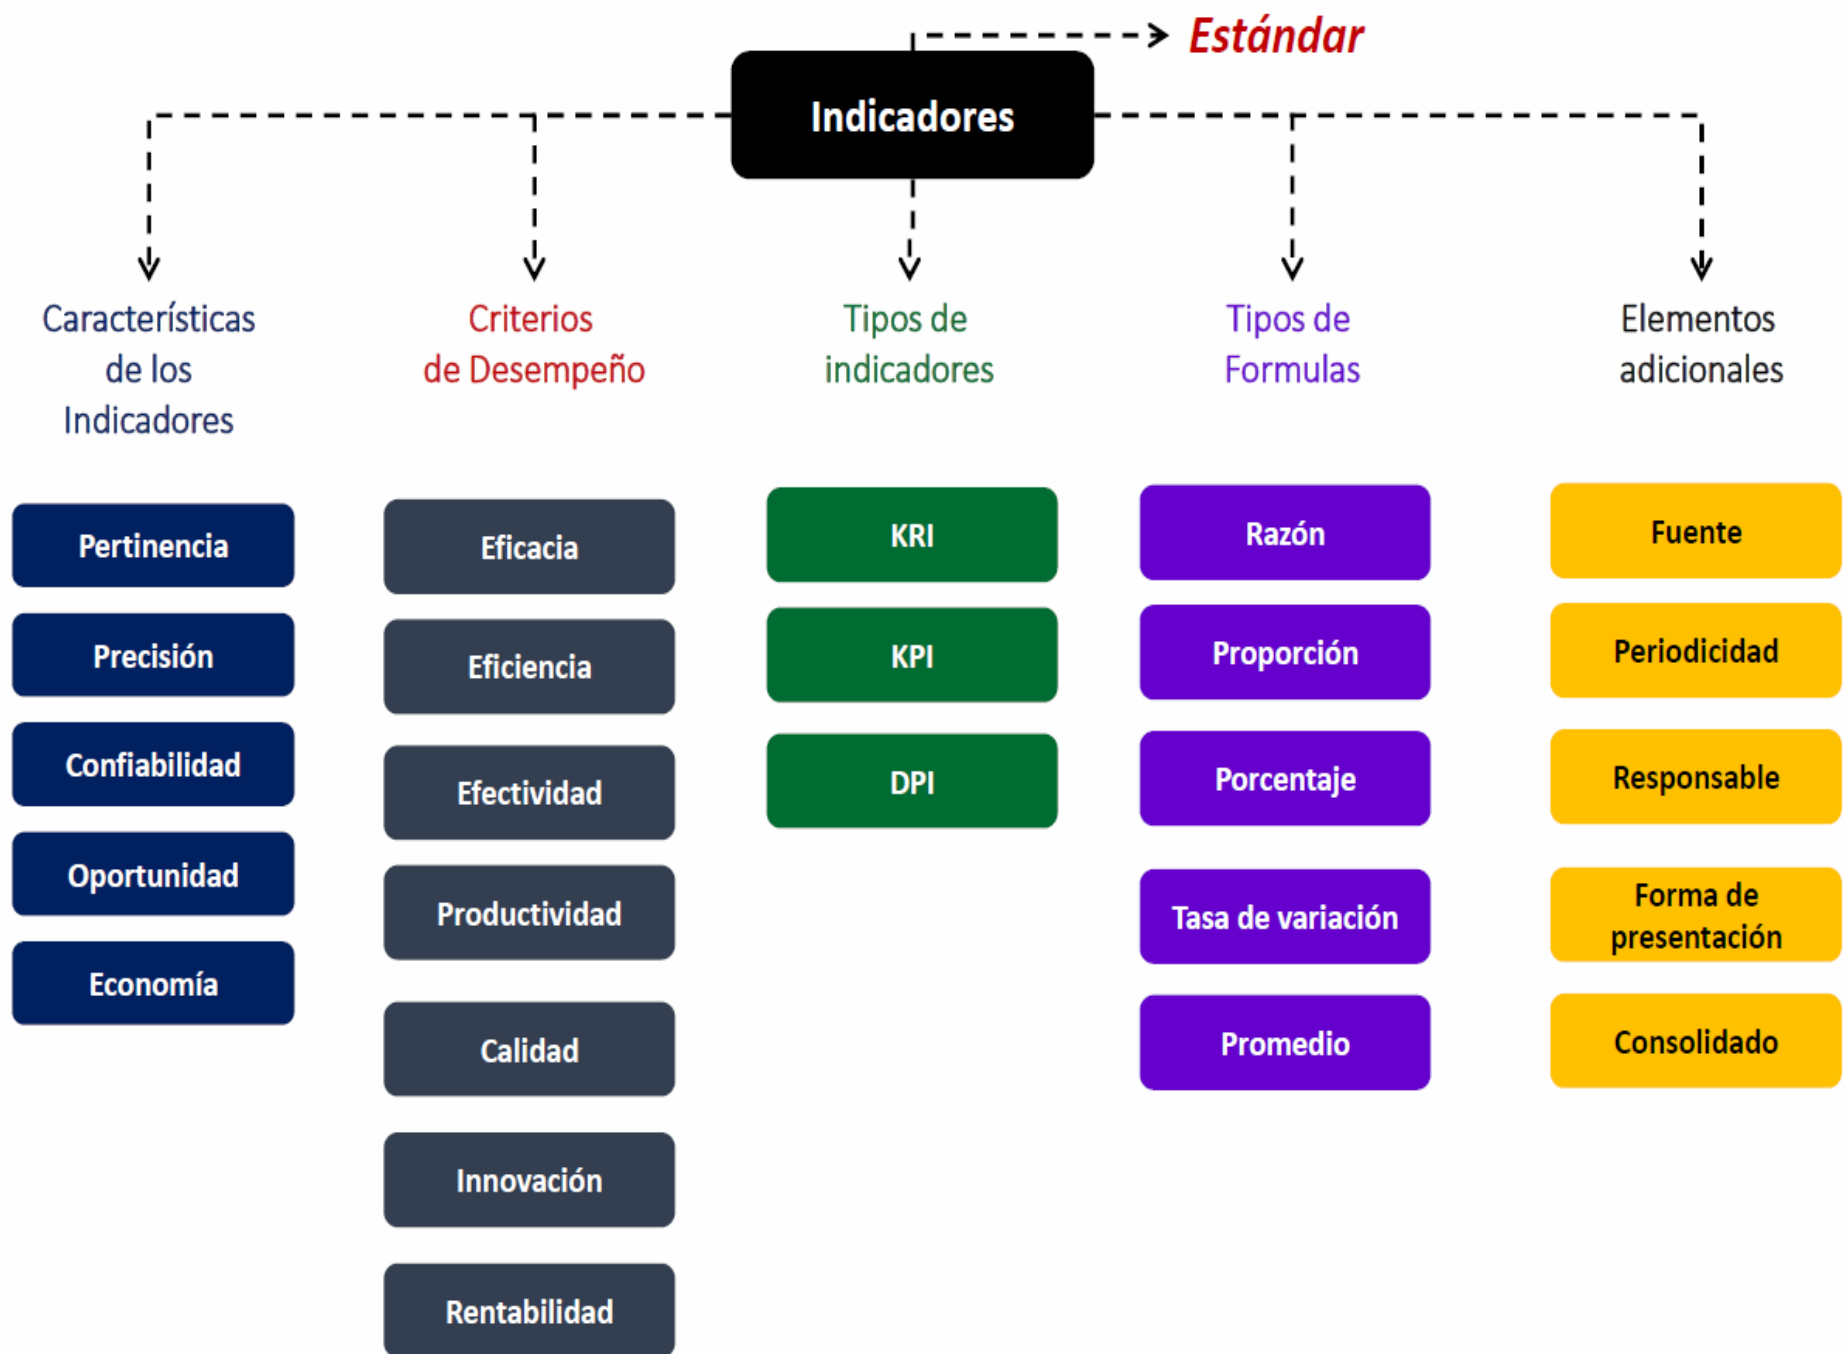 Estándar
Indicadores
Características
de los
Indicadores
Pertinencia
Precisión
Confiabilidad
Oportunidad
Economía
Criterios
de Desempeño
Eficacia
Eficiencia
Efectividad
Productividad
Calidad
Innovación
Rentabilidad
Tipos de
indicadores
KRI
KPI
DPI
Tipos de
Formulas
Razón
Proporción
Porcentaje
Tasa de variación
Promedio
Elementos
adicionales
Fuente
Periodicidad
Responsable
Forma de
presentación
Consolidado